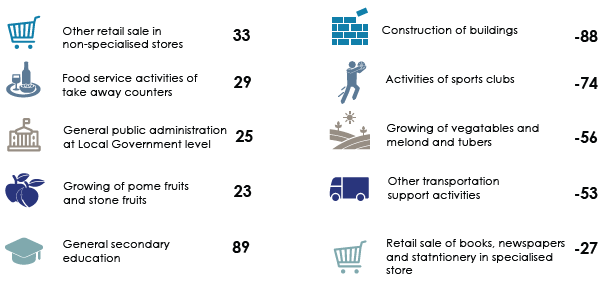 Other retail sale in
non-specialised stores
33
Food service activities of
take away counters
29
General public administration
at Local Government level
25
Growing of pome fruits
and stone fruits
23
General secondary
education
89
Construction of buildings
-88
Activities of sports clubs
-74
Growing of vegatables and
melond and tubers
-56
Other transportation
support activities
-53
Retail sale of books, newspapers
and statntionery in specialised
store
-27